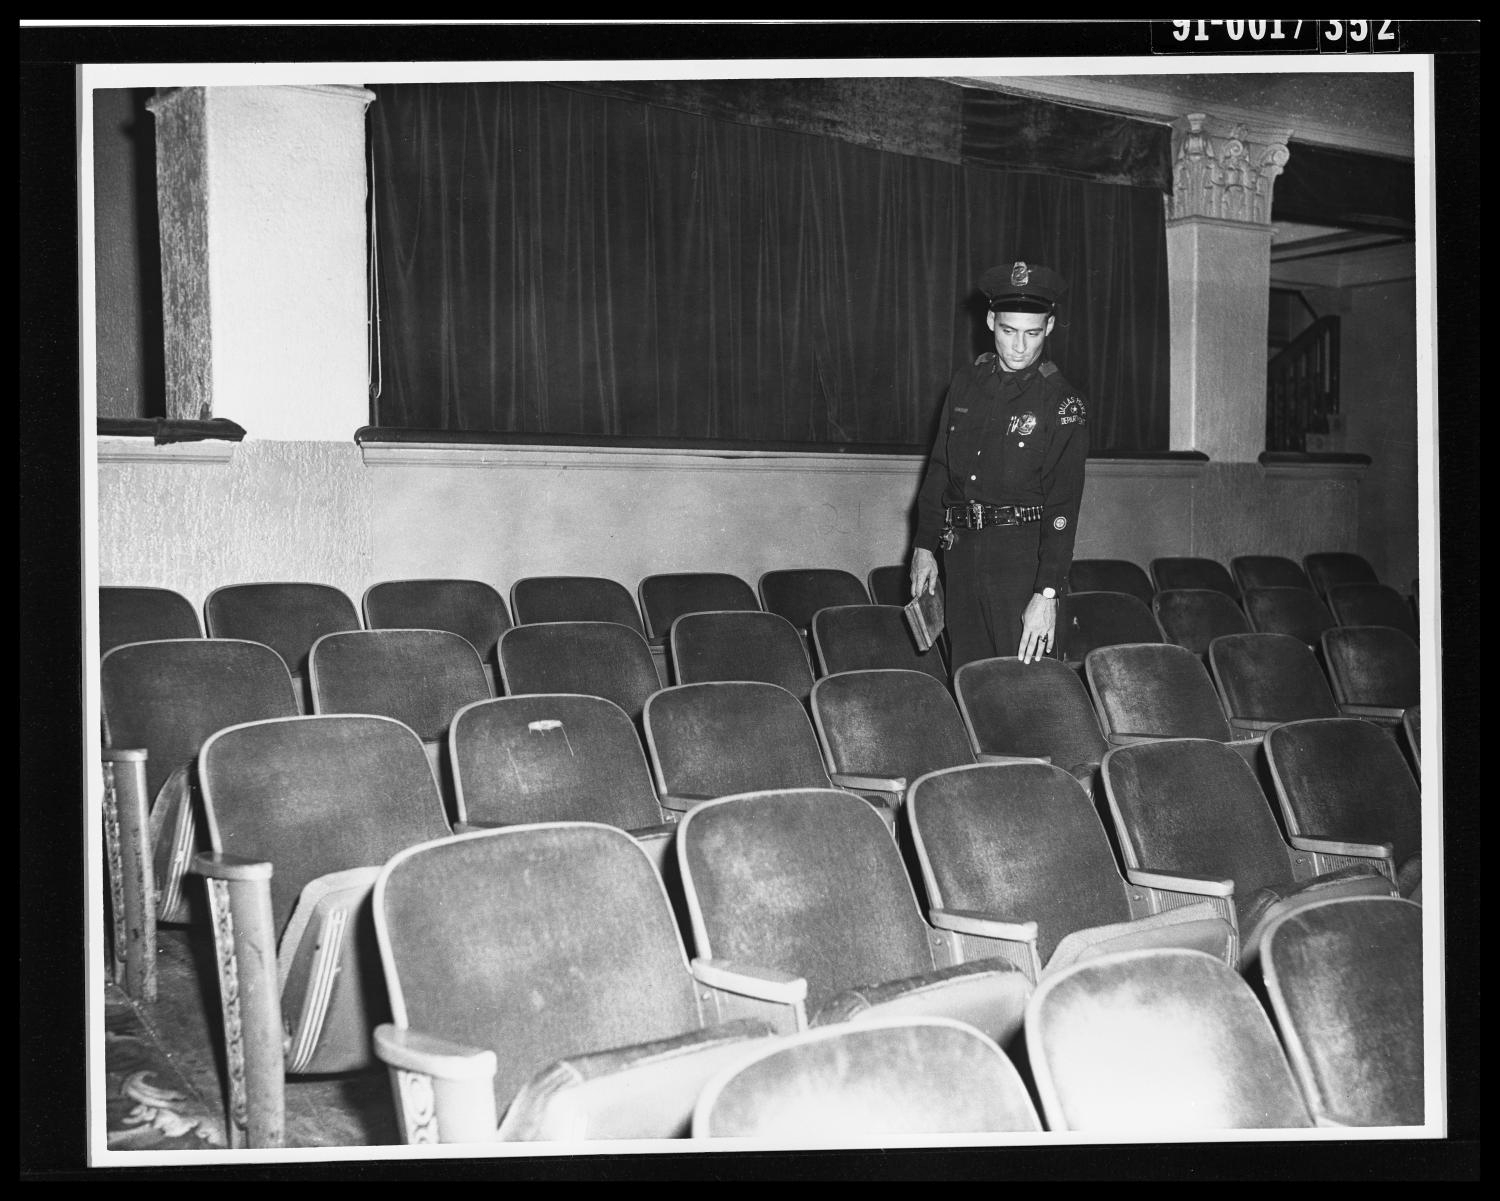 91-0017 352
DALLAS POLICE
DEPARTMENT